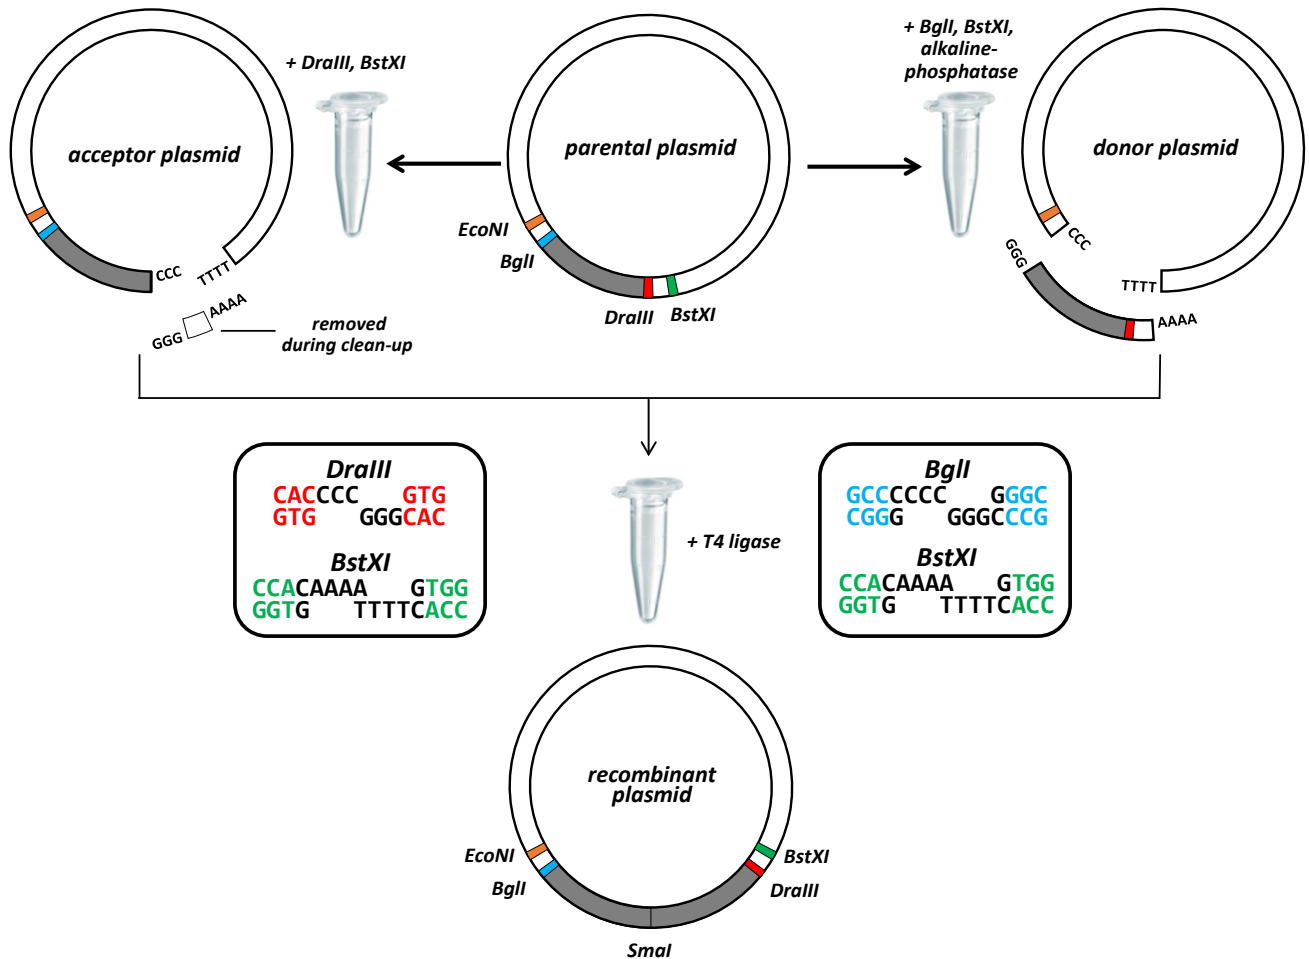 + DraIII, BstXI
+ BglI, BstXI,
alkaline-
phosphatase
acceptor plasmid
parental plasmid
donor plasmid
EcoNI
BglI
DraIII
BstXI
CCC
TTTT
AAAA
GGG
removed
during clean-up
CCC
GGG
TTTT
AAAA
DraIII
CACCCC GTG
GTG GGGCAC
BstXI
CCACAAAA GTGG
GGTG TTTTCACC
+ T4 ligase
BglI
GCCCCCC GGGC
CGGG GGGCCCG
BstXI
CCACAAAA GTGG
GGTG TTTTCACC
recombinant
plasmid
EcoNI
BglI
BstXI
DraIII
SmaI